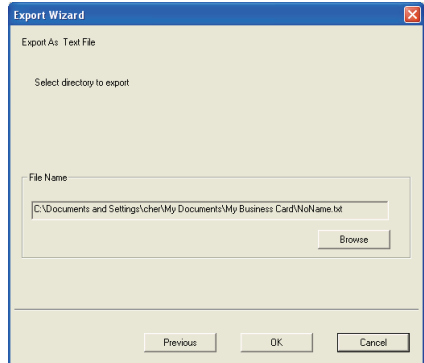 Export Wizard
Export As Text File
Select directory to export
File Name
C:\Documents and Settings\cher\My Documents\My Business Card\NoName.txt
Browse
Previous OK Cancel